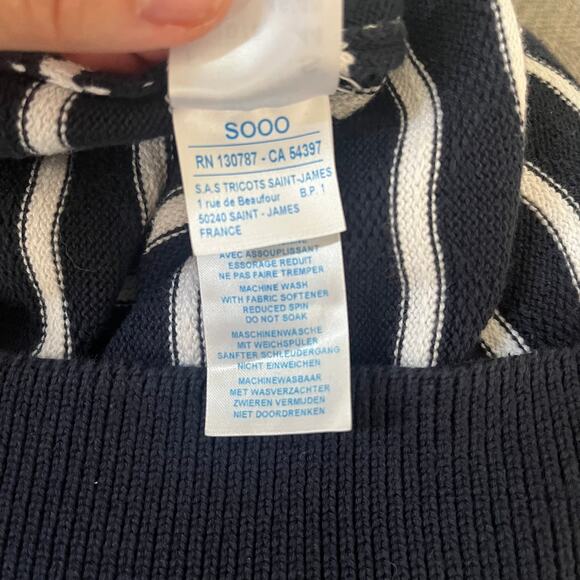 SOOO
RN 130787 - CA 54397
S.A.S TRICOTS SAINT-JAMES
1 rue de Beaufour B.P. 1
50240 SAINT - JAMES
FRANCE
AVEC ASSOUPLISSANT
ESSORAGE REDUIT
NE PAS FAIRE TREMPER
MACHINE WASH
WITH FABRIC SOFTENER
REDUCED SPIN
DO NOT SOAK
MASCHINENWÄSCHE
MIT WEICHSPÜLER
SANFTER SCHLEUDERGANG
NICHT EINWEICHEN
MACHINEWASBAAR
MET WASVERZACHTER
ZWIEREN VERMIJDEN
NIET DOORDRENKEN